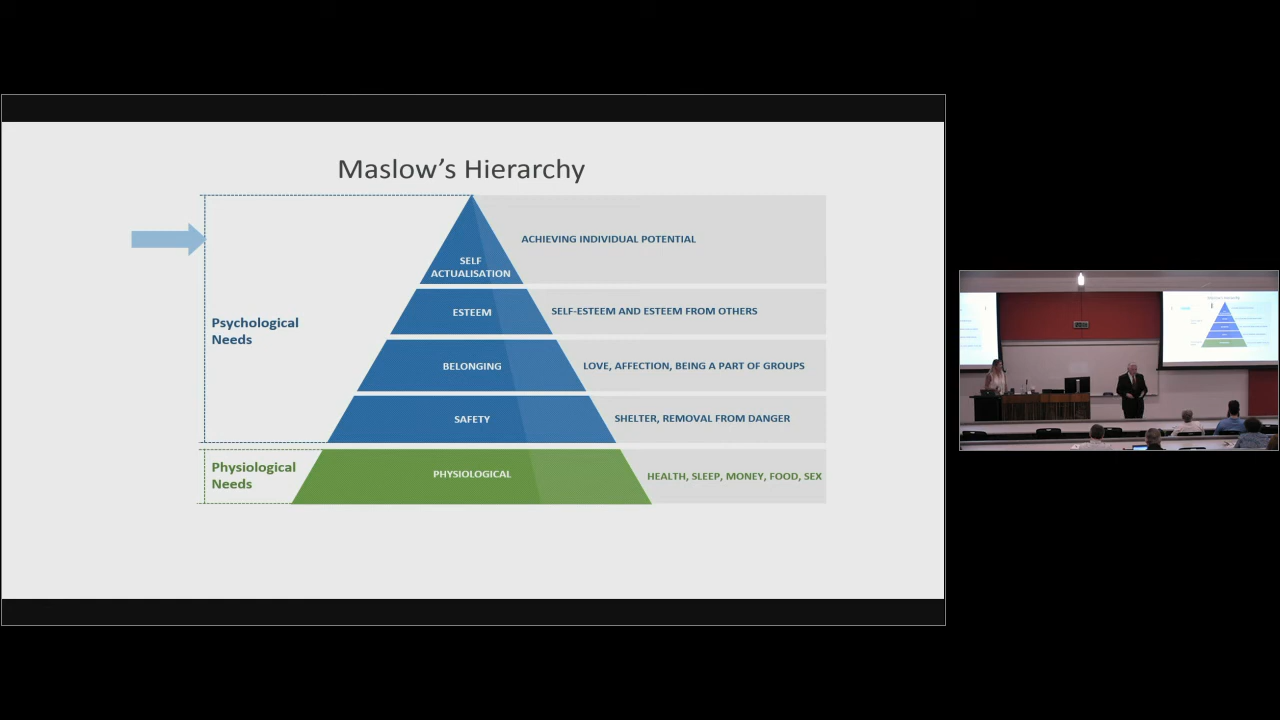 Maslow's Hierarchy
SELF
ACTUALISATION
ACHIEVING INDIVIDUAL POTENTIAL
ESTEEM
SELF-ESTEEM AND ESTEEM FROM OTHERS
Psychological
Needs
BELONGING
LOVE, AFFECTION, BEING A PART OF GROUPS
SAFETY
SHELTER, REMOVAL FROM DANGER
Physiological
Needs
PHYSIOLOGICAL
HEALTH, SLEEP, MONEY, FOOD, SEX